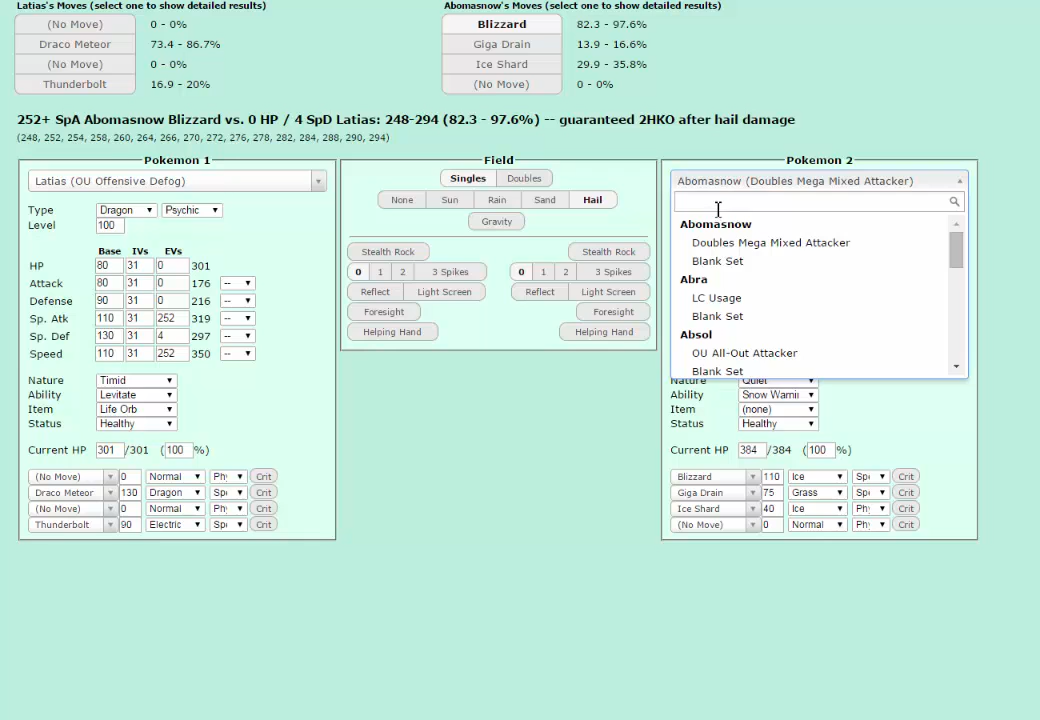 Latias's Moves (select one to show detailed results)
Abomasnow's Moves (select one to show detailed results)
(No Move) 0 - 0%
Draco Meteor 73.4 - 86.7%
(No Move) 0 - 0%
Thunderbolt 16.9 - 20%
Blizzard 82.3 - 97.6%
Giga Drain 13.9 - 16.6%
Ice Shard 29.9 - 35.8%
(No Move) 0 - 0%
252+ SpA Abomasnow Blizzard vs. 0 HP / 4 SpD Latias: 248-294 (82.3 - 97.6%) -- guaranteed 2HKO after hail damage
(248, 252, 254, 258, 260, 264, 266, 270, 272, 276, 278, 282, 284, 288, 290, 294)
Pokemon 1
Latias (OU Offensive Defog)
Type Dragon Psychic
Level 100
Base IVs EVs
HP 80 31 0 301
Attack 80 31 0 176 --
Defense 90 31 0 216 --
Sp. Atk 110 31 252 319 --
Sp. Def 130 31 4 297 --
Speed 110 31 252 350 --
Nature Timid
Ability Levitate
Item Life Orb
Status Healthy
Current HP 301 /301 (100 %)
(No Move) 0 Normal Ph Crit
Draco Meteor 130 Dragon Sp Crit
(No Move) 0 Normal Ph Crit
Thunderbolt 90 Electric Sp Crit
Field
Singles Doubles
None Sun Rain Sand Hail
Gravity
Stealth Rock Stealth Rock
0 1 2 3 Spikes 0 1 2 3 Spikes
Reflect Light Screen Reflect Light Screen
Foresight Foresight
Helping Hand Helping Hand
Pokemon 2
Abomasnow (Doubles Mega Mixed Attacker)
Abomasnow
Doubles Mega Mixed Attacker
Blank Set
Abra
LC Usage
Blank Set
Absol
OU All-Out Attacker
Blank Set
Nature Quiet
Ability Snow Warni
Item (none)
Status Healthy
Current HP 384 /384 (100 %)
Blizzard 110 Ice Sp Crit
Giga Drain 75 Grass Sp Crit
Ice Shard 40 Ice Ph Crit
(No Move) 0 Normal Ph Crit